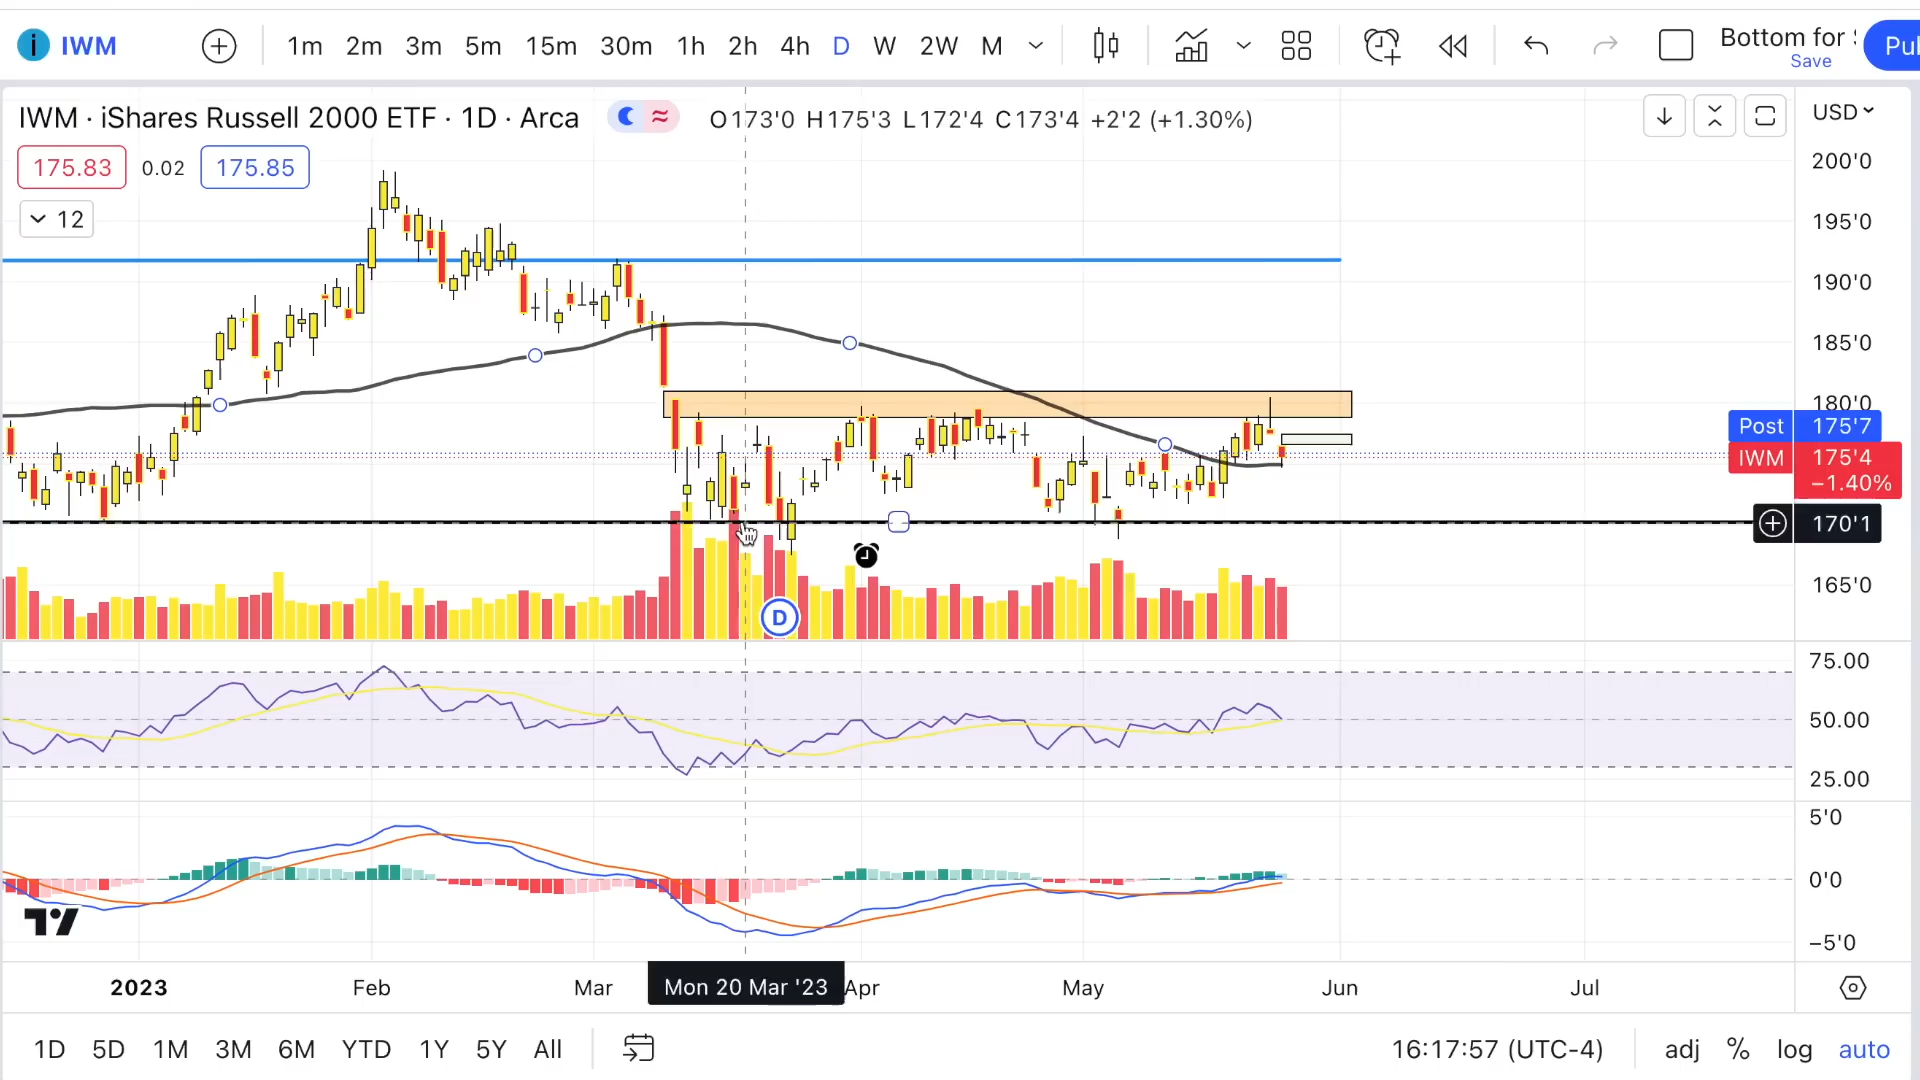 i IWM 1m 2m 3m 5m 15m 30m 1h 2h 4h D W 2W M Bottom for Pul
Save
IWM · iShares Russell 2000 ETF · 1D · Arca O173'0 H175'3 L172'4 C173'4 +2'2 (+1.30%) USD
175.83 0.02 175.85
12
200'0
195'0
190'0
185'0
180'0
Post 175'7
IWM 175'4
−1.40%
170'1
165'0
D
75.00
50.00
25.00
5'0
0'0
−5'0
2023 Feb Mar Mon 20 Mar '23 Apr May Jun Jul
1D 5D 1M 3M 6M YTD 1Y 5Y All 16:17:57 (UTC-4) adj % log auto